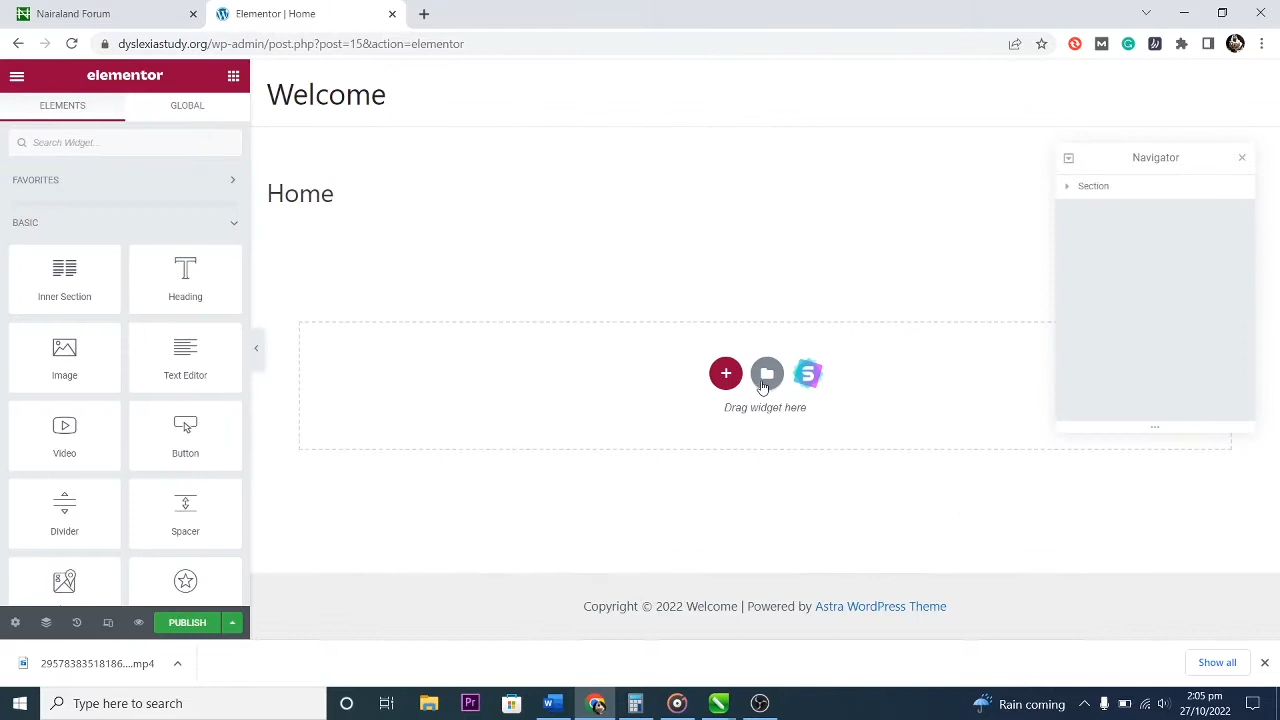 Nairaland Forum
Elementor | Home
dyslexiastudy.org/wp-admin/post.php?post=15&action=elementor
elementor
ELEMENTS
GLOBAL
Search Widget...
FAVORITES
BASIC
Inner Section
Heading
Image
Text Editor
Video
Button
Divider
Spacer
PUBLISH
Welcome
Home
Drag widget here
Navigator
Section
Copyright © 2022 Welcome | Powered by Astra WordPress Theme
29578383518186....mp4
Show all
Type here to search
Rain coming
2:05 pm
27/10/2022